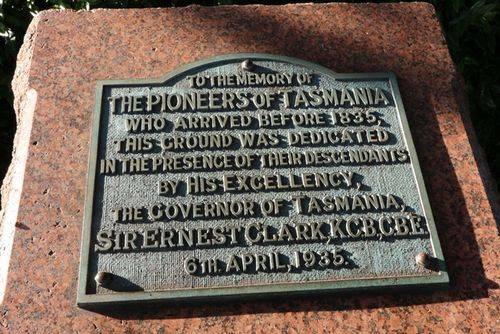 TO THE MEMORY OF
THE PIONEERS OF TASMANIA
WHO ARRIVED BEFORE 1835,
THIS GROUND WAS DEDICATED
IN THE PRESENCE OF THEIR DESCENDANTS
BY HIS EXCELLENCY,
THE GOVERNOR OF TASMANIA,
SIR ERNEST CLARK, K.C.B., C.B.E.
6TH. APRIL, 1935.